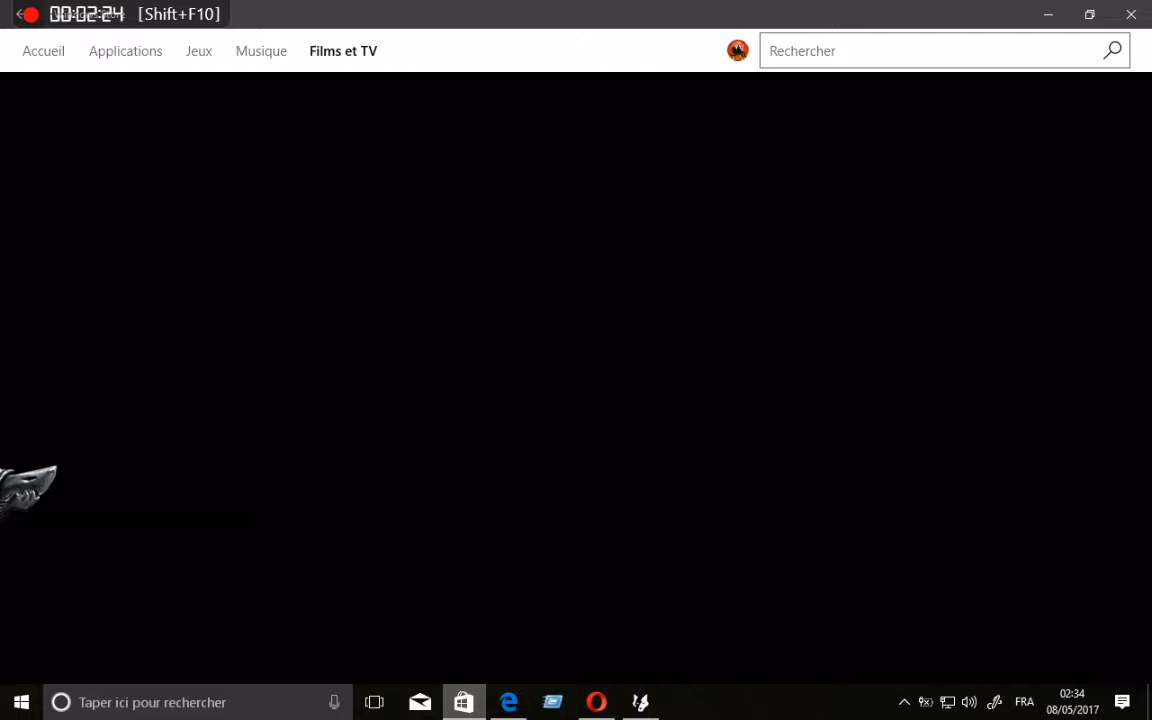 00:02:24 [Shift+F10]
Accueil Applications Jeux Musique Films et TV Rechercher
Taper ici pour rechercher FRA 02:34
08/05/2017